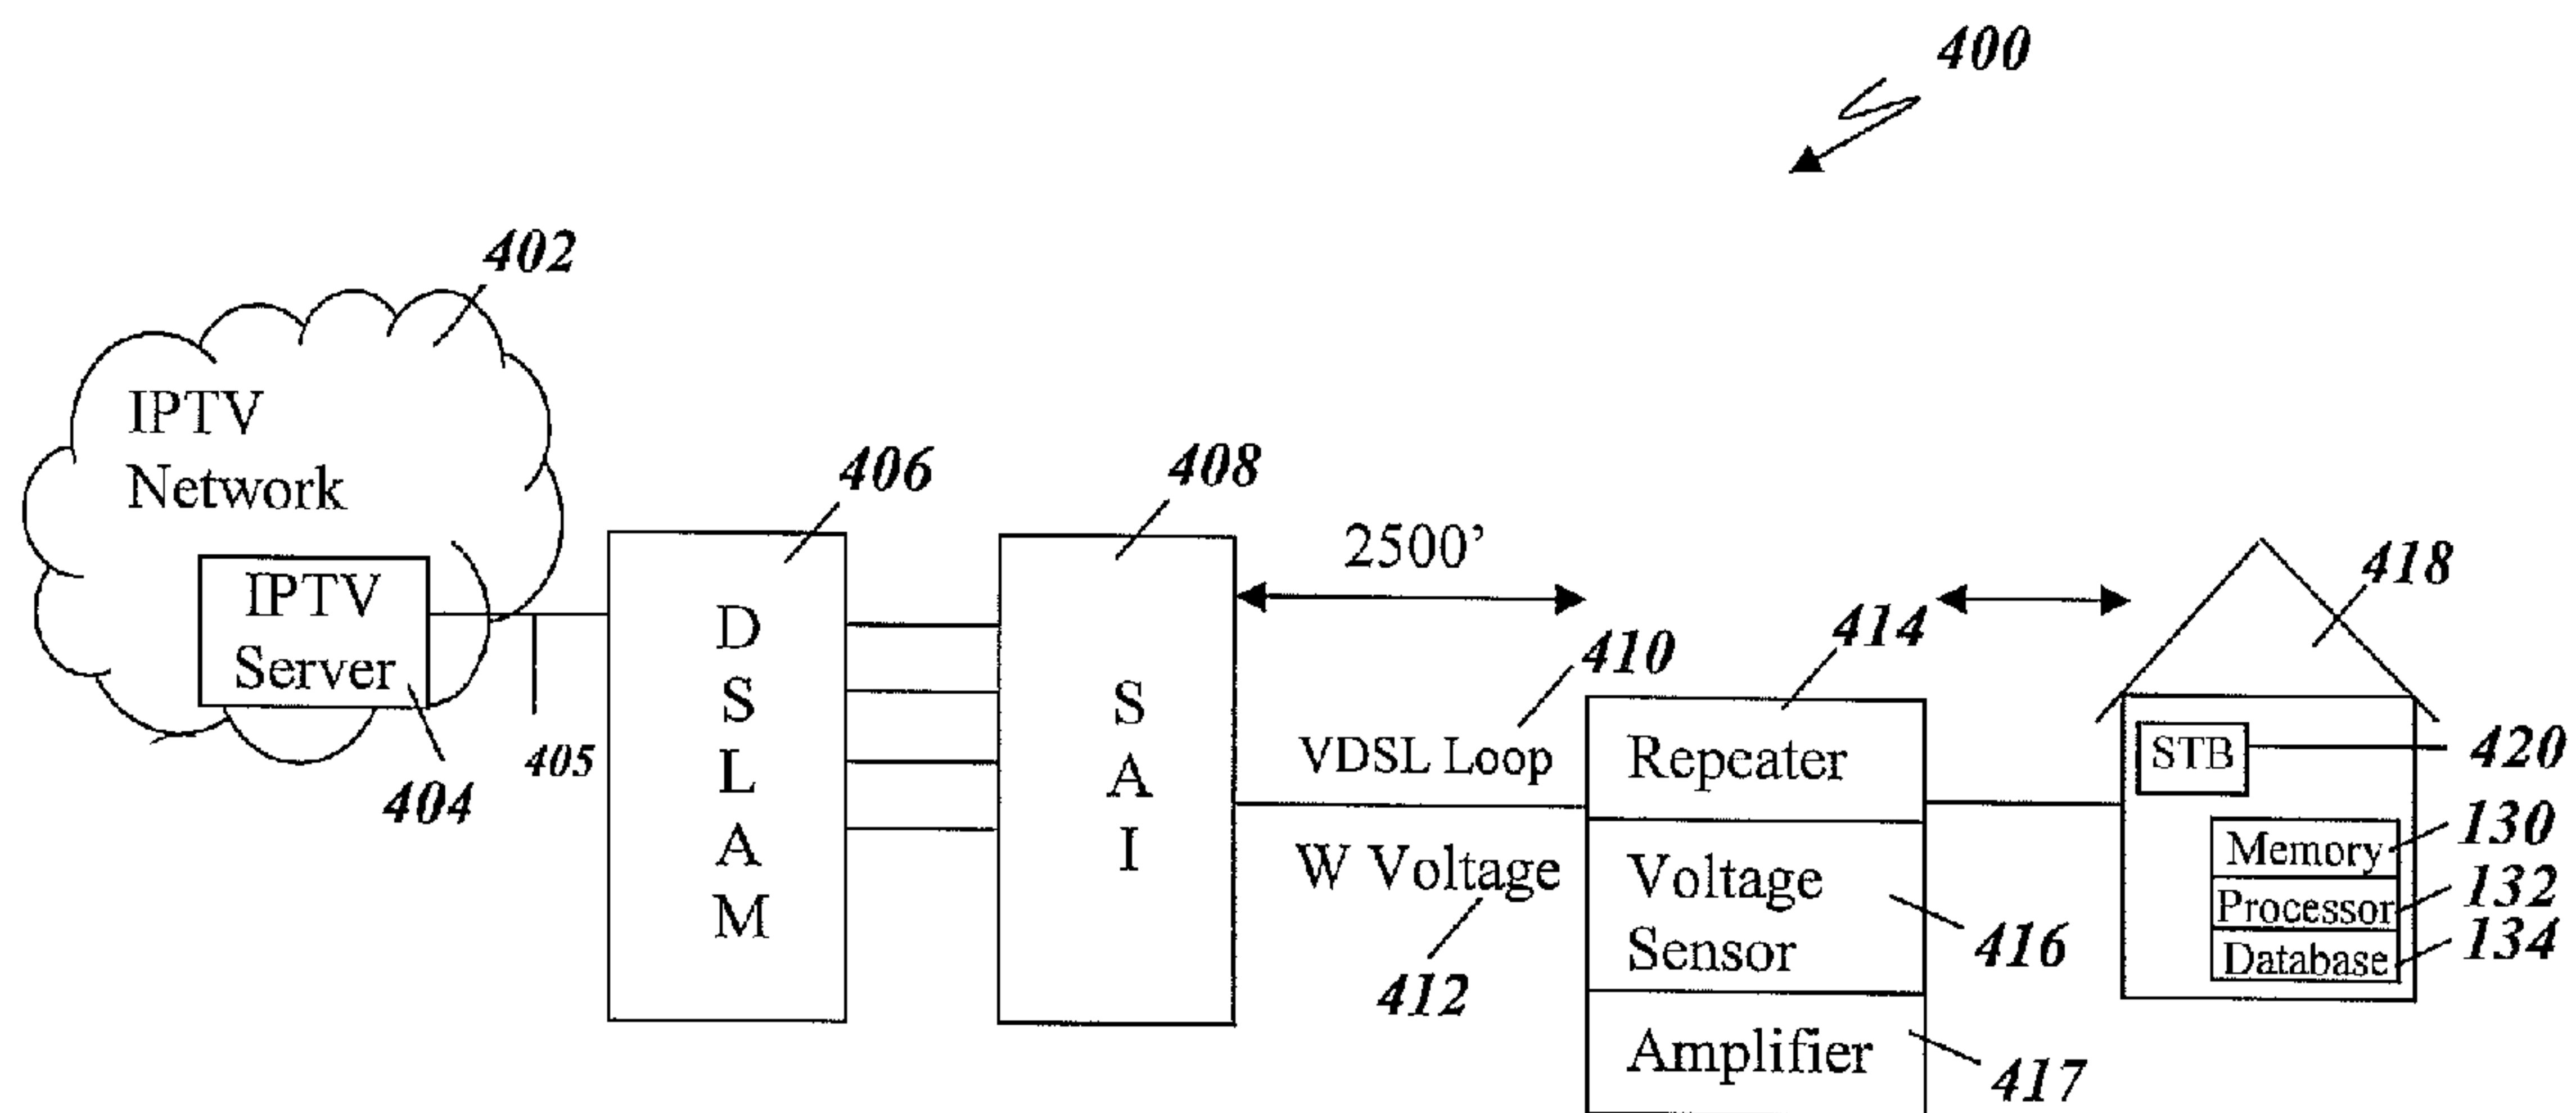 400
402
IPTV
Network
IPTV
Server
404
405
406
D
S
L
A
M
408
S
A
I
2500'
410
VDSL Loop
W Voltage
412
414
Repeater
Voltage
Sensor
416
Amplifier
417
418
STB
420
Memory
130
Processor
132
Database
134